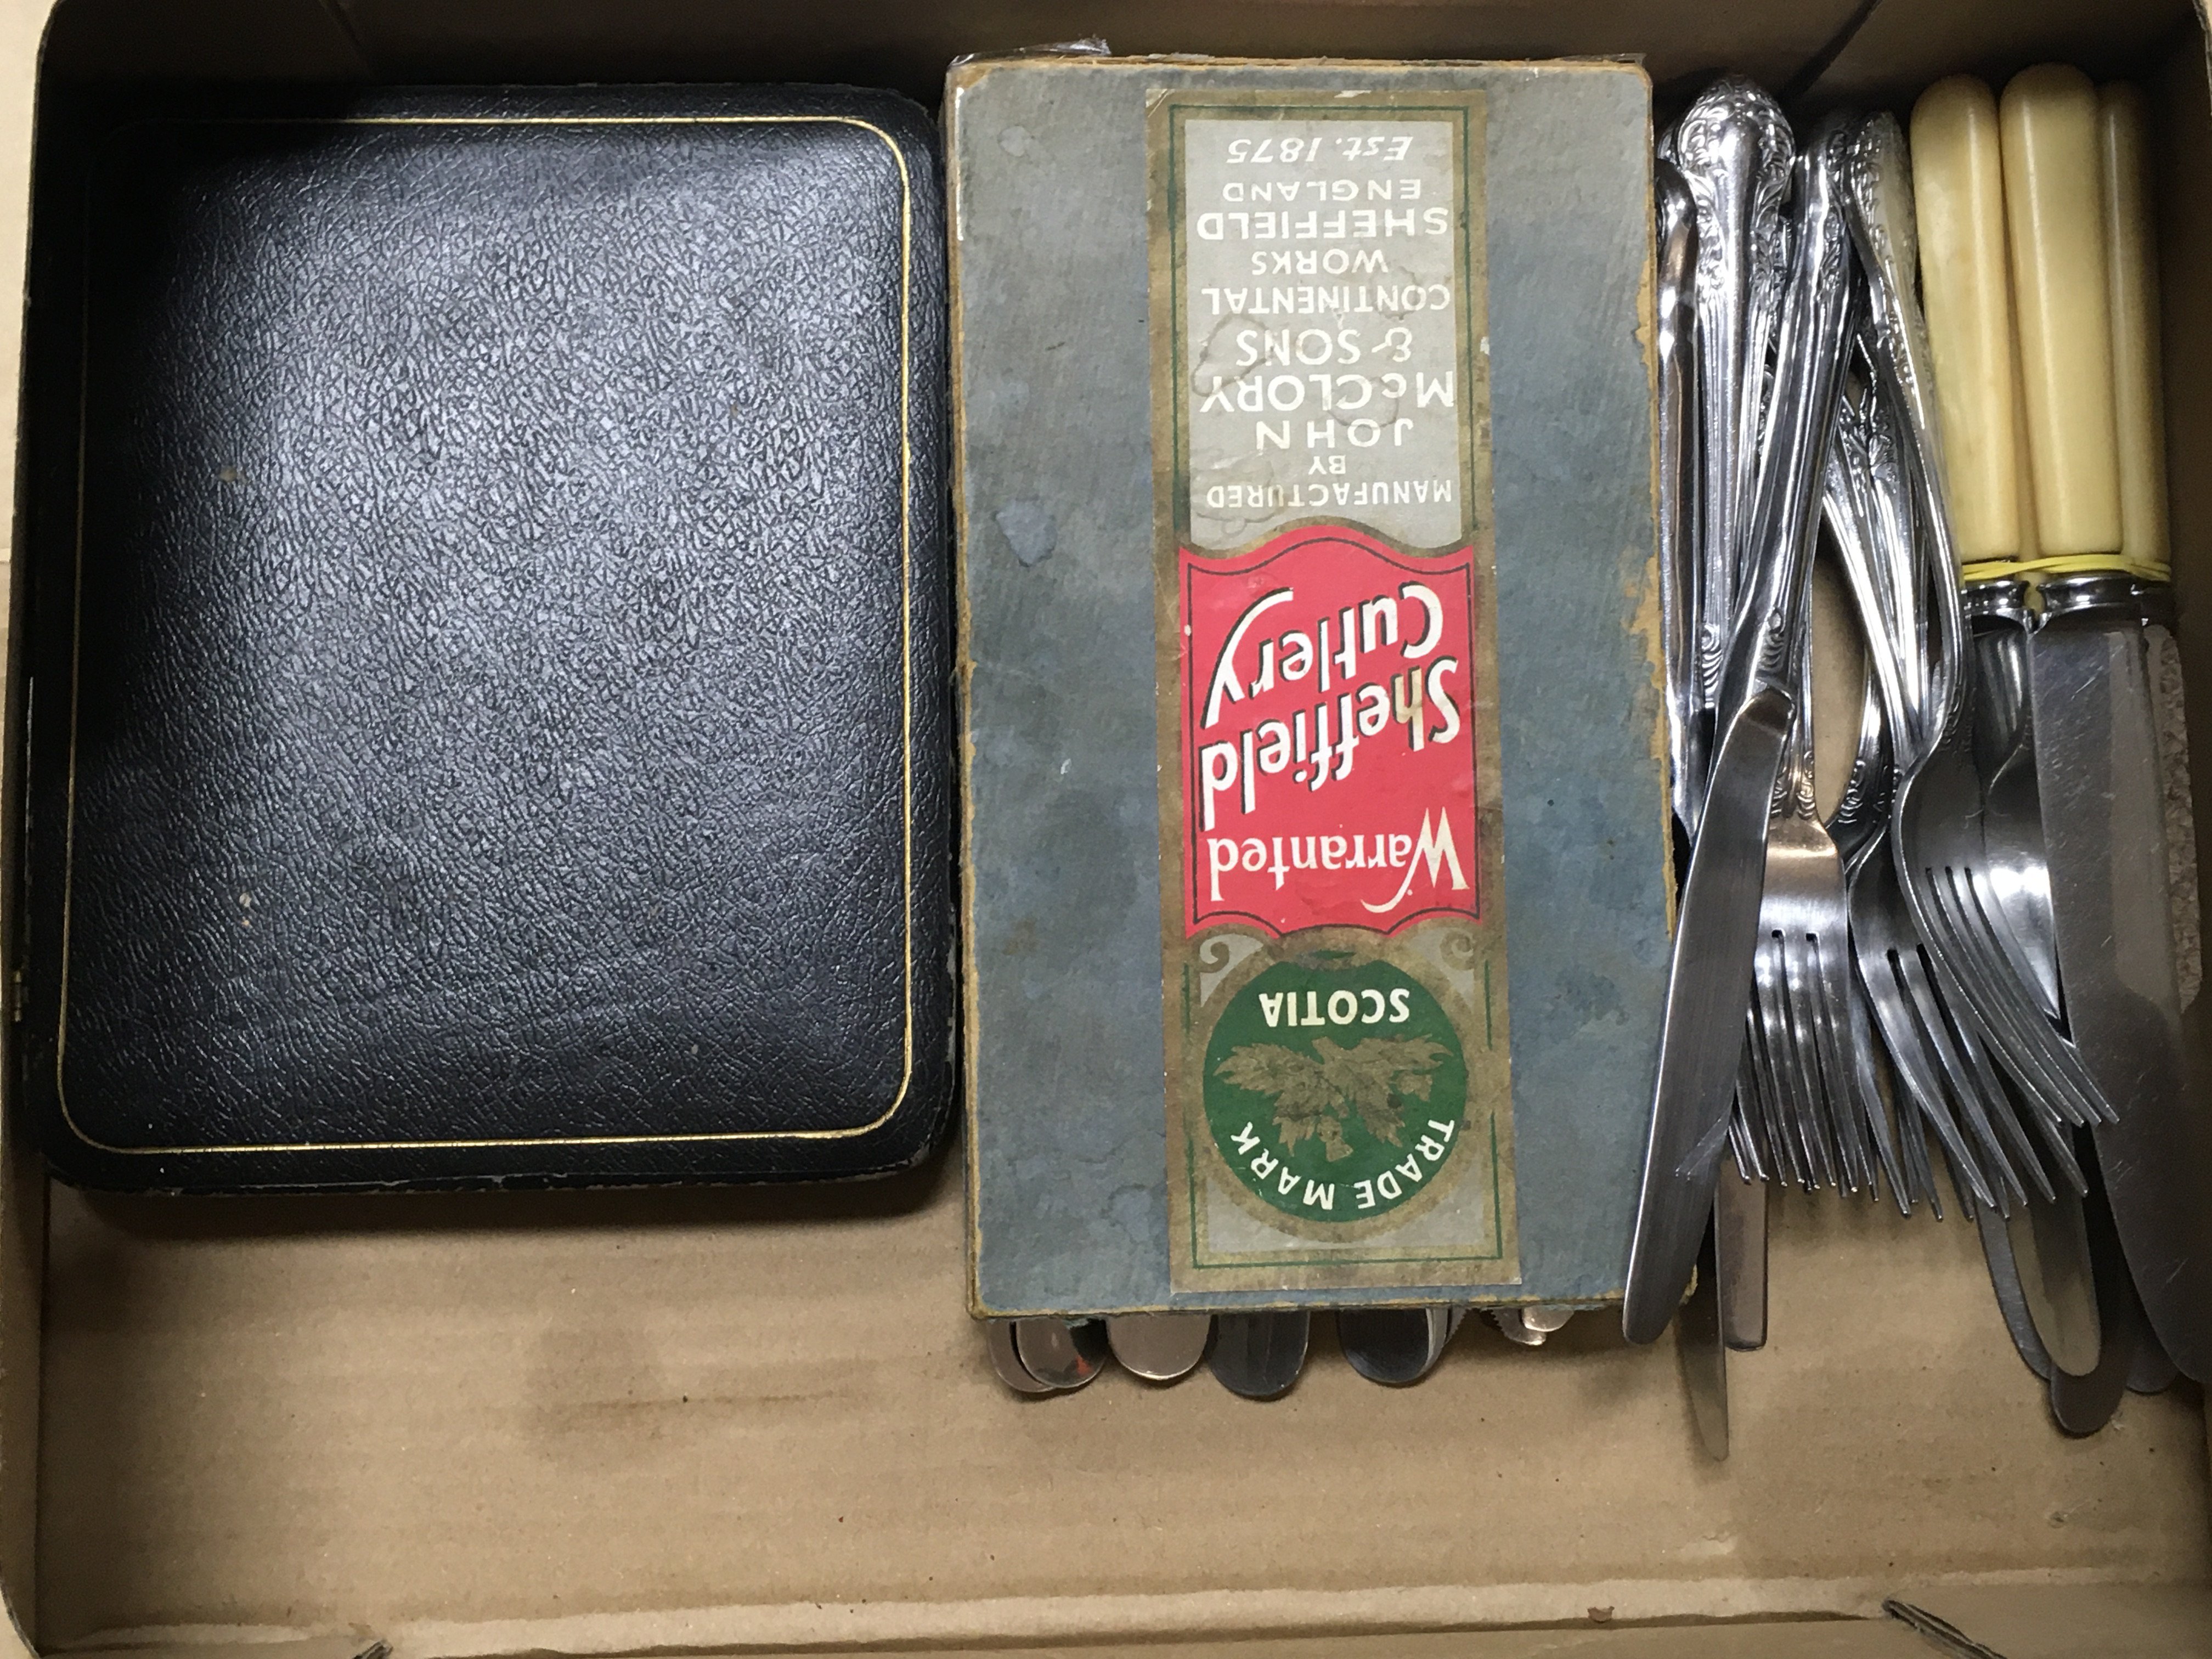 TRADE MARK
SCOTIA
Warranted
Sheffield
Cutlery
MANUFACTURED
BY
JOHN
McCLORY
& SONS
CONTINENTAL
WORKS
SHEFFIELD
ENGLAND
Est. 1875